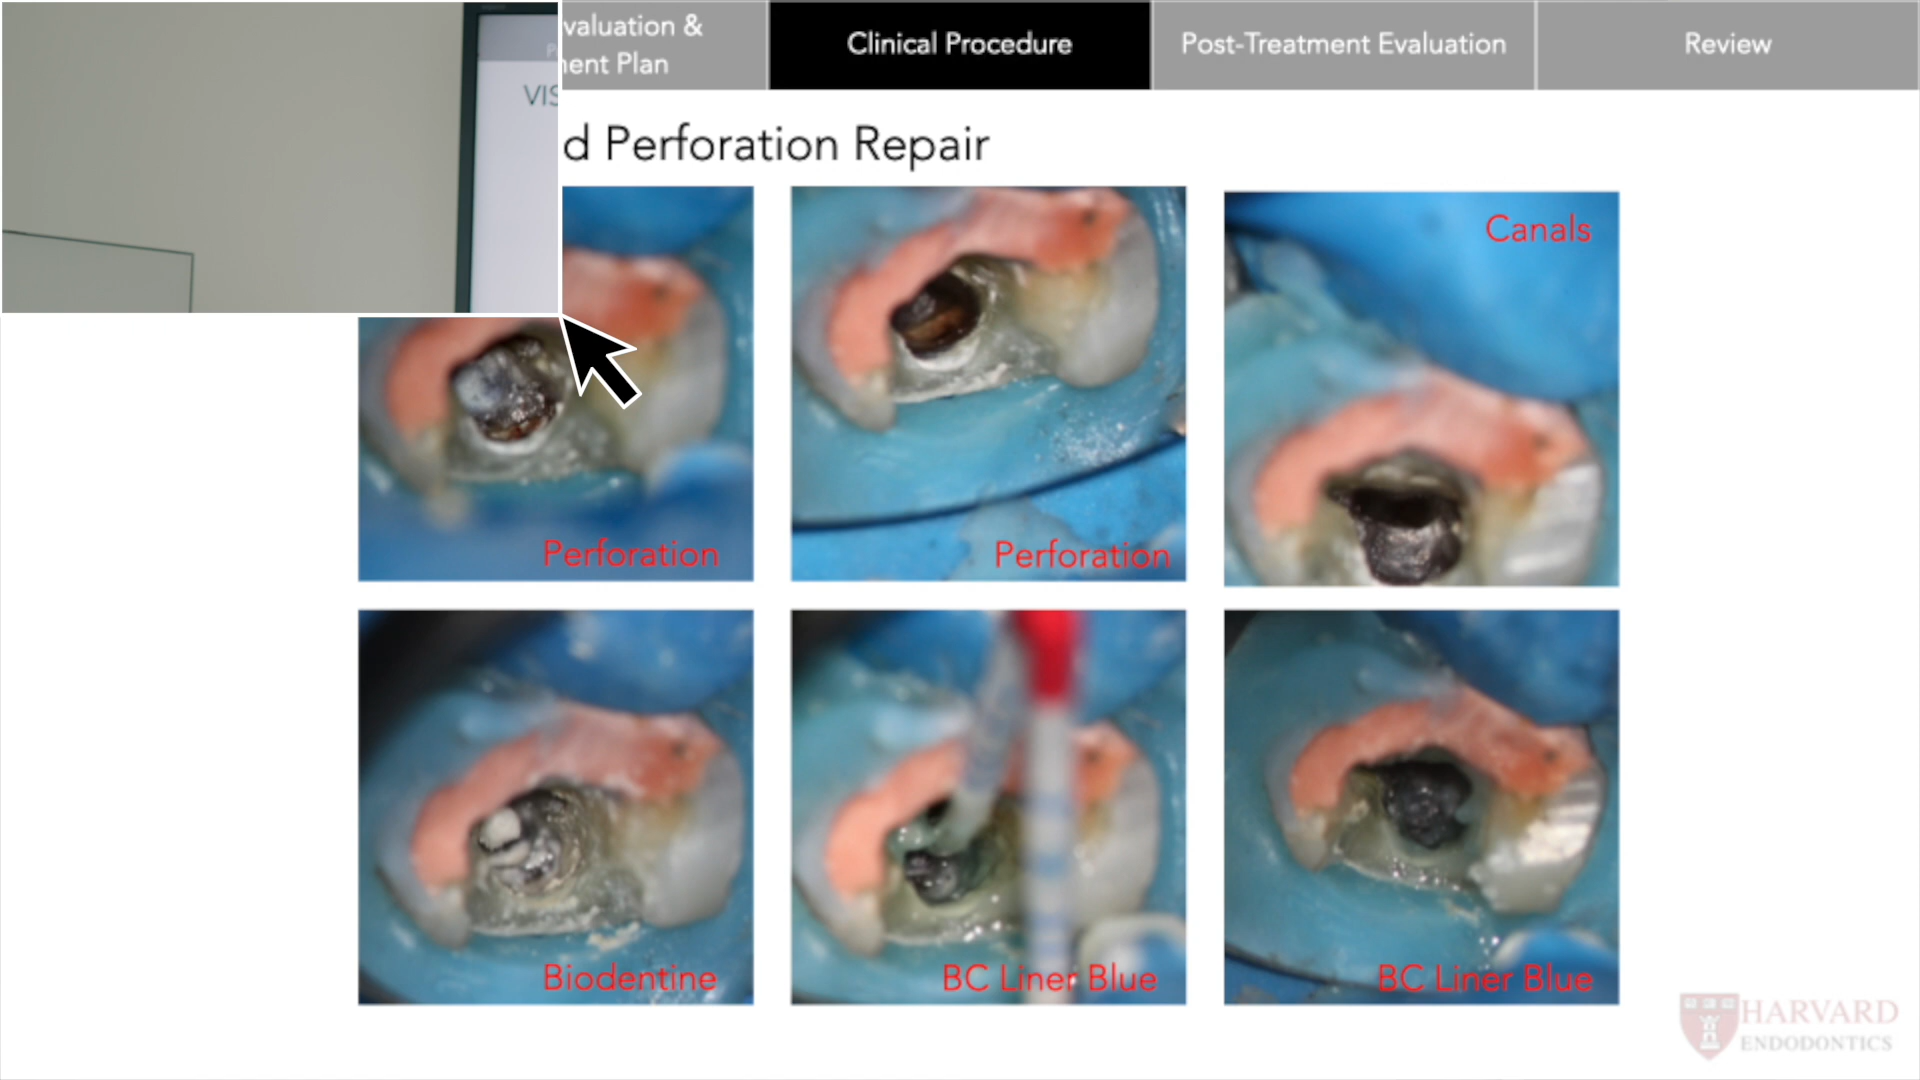 valuation &
ent Plan
Clinical Procedure
Post-Treatment Evaluation
Review
VIS
d Perforation Repair
Canals
Perforation
Perforation
Biodentine
BC Liner Blue
BC Liner Blue
HARVARD
ENDODONTICS